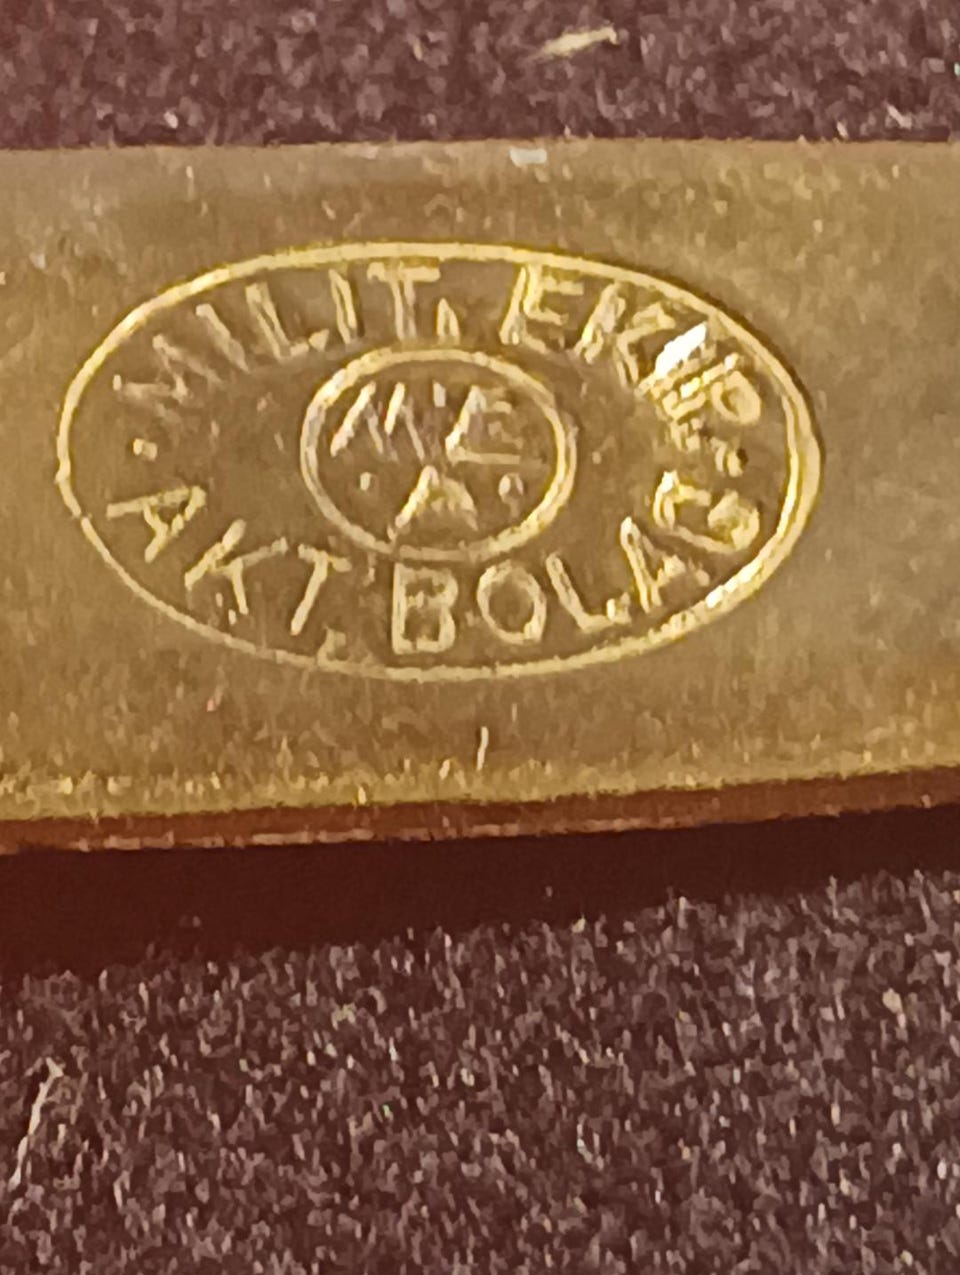 MILIT. EKIP.
AKT. BOLAG
M.E
.A.